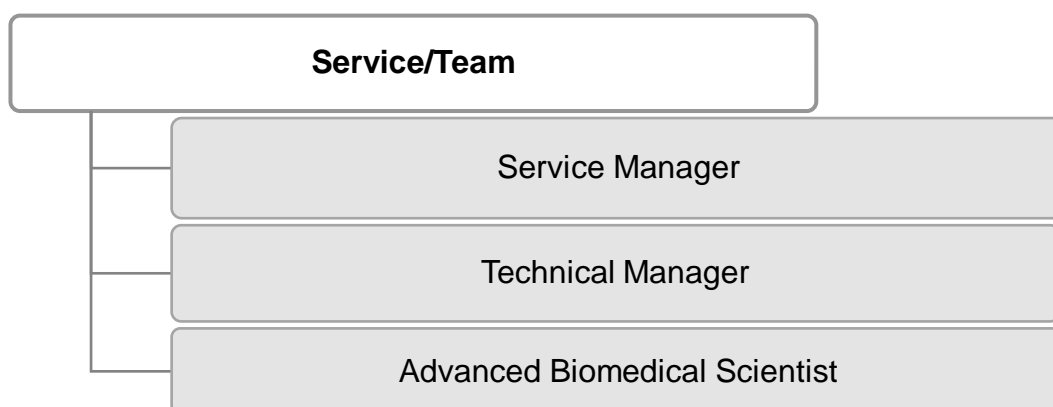 Service/Team
Service Manager
Technical Manager
Advanced Biomedical Scientist